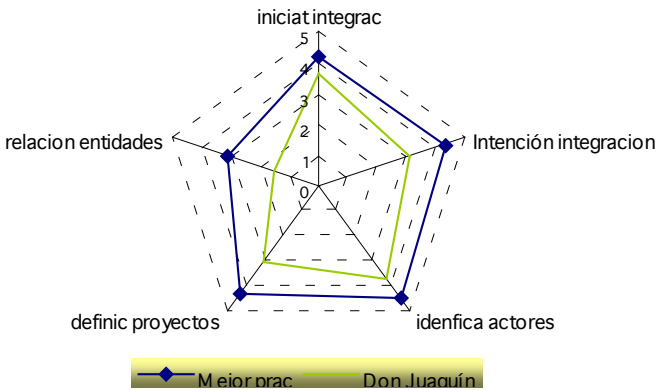 iniciat integrac
5
4
3
2
1
0
relacion entidades
Intención integracion
definic proyectos
idenfica actores
Mejor prac Don Juaquín